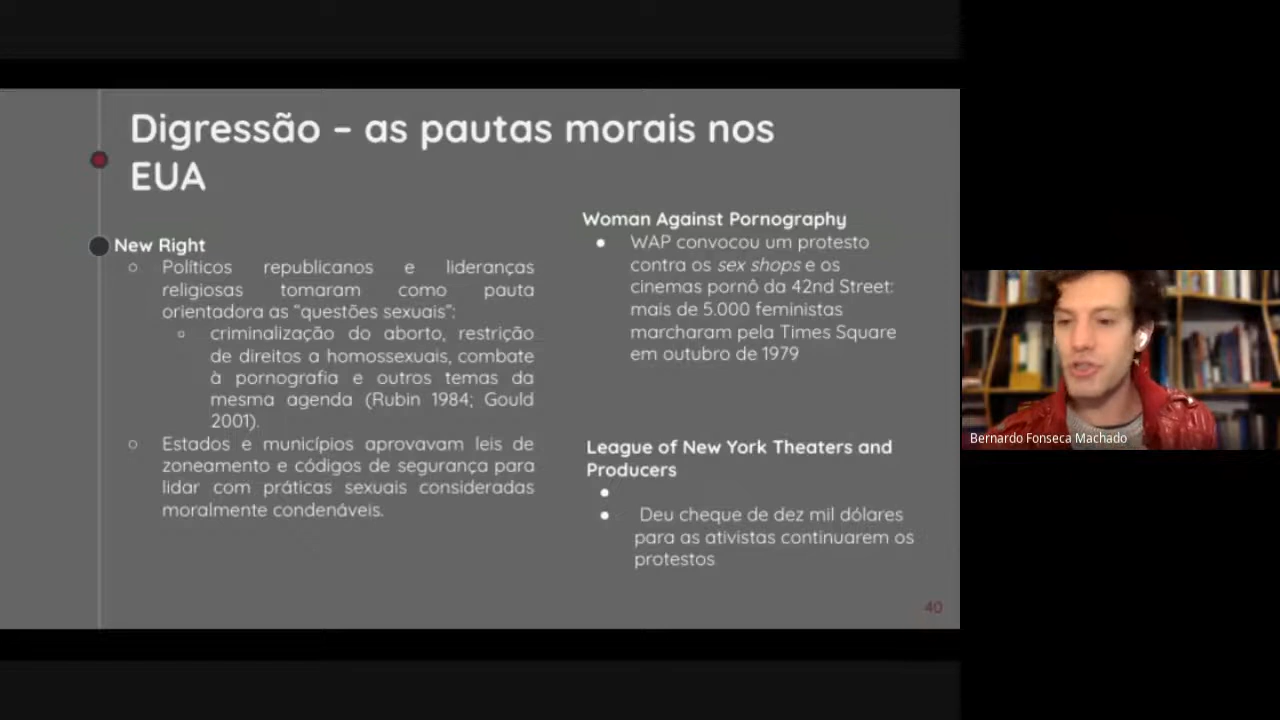 Digressão – as pautas morais nos
EUA
New Right
Políticos republicanos e lideranças
religiosas tomaram como pauta
orientadora as “questões sexuais”:
criminalização do aborto, restrição
de direitos a homossexuais, combate
à pornografia e outros temas da
mesma agenda (Rubin 1984; Gould
2001).
Estados e municípios aprovavam leis de
zoneamento e códigos de segurança para
lidar com práticas sexuais consideradas
moralmente condenáveis.
Woman Against Pornography
WAP convocou um protesto
contra os sex shops e os
cinemas pornô da 42nd Street:
mais de 5.000 feministas
marcharam pela Times Square
em outubro de 1979
League of New York Theaters and
Producers
Deu cheque de dez mil dólares
para as ativistas continuarem os
protestos
40
Bernardo Fonseca Machado